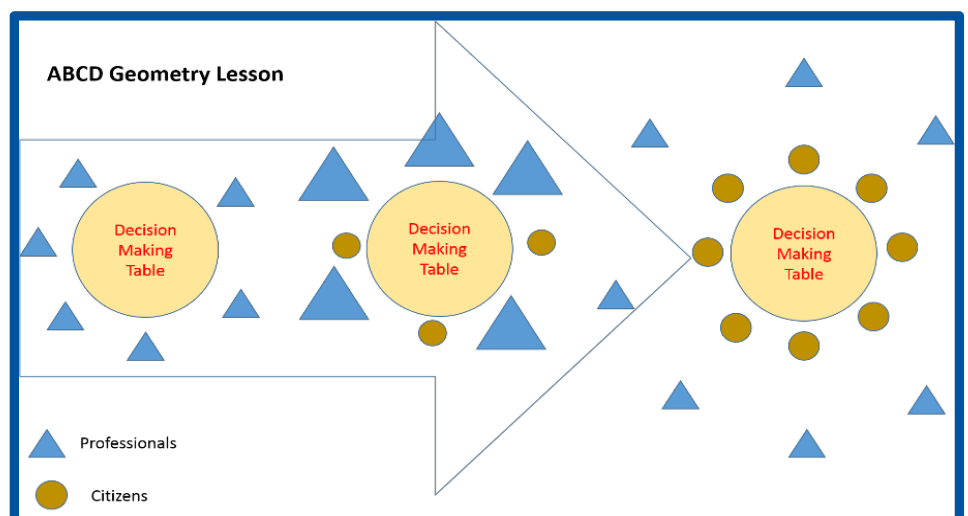 ABCD Geometry Lesson
Decision
Making
Table
Decision
Making
Table
Decision
Making
Table
Professionals
Citizens